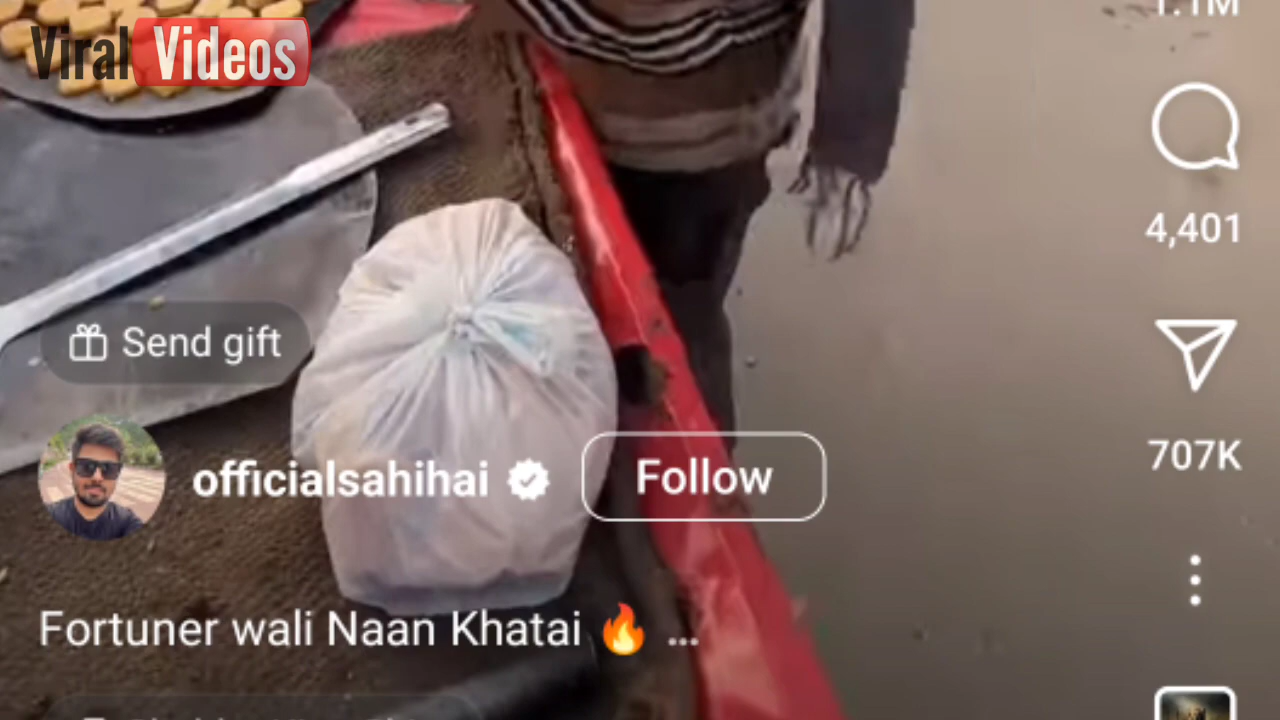 Viral Videos
1.1M
4,401
Send gift
707K
officialsahihai
Follow
Fortuner wali Naan Khatai 🔥 ...